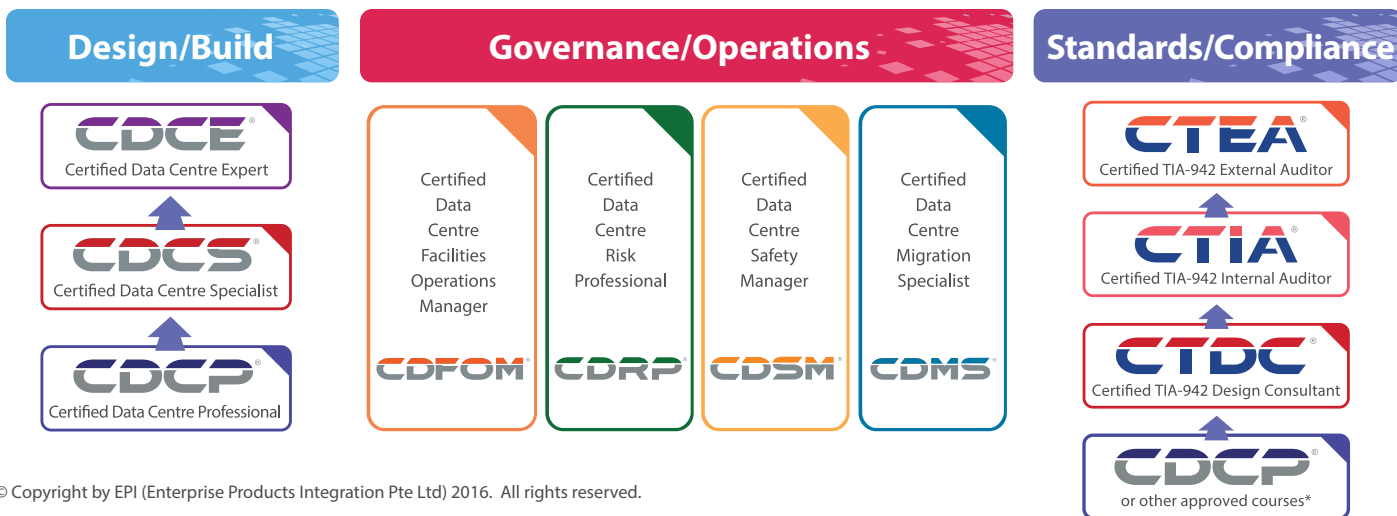 Design/Build
CDCE®
Certified Data Centre Expert
CDCS®
Certified Data Centre Specialist
CDCP®
Certified Data Centre Professional
Governance/Operations
Certified
Data
Centre
Facilities
Operations
Manager
CDFOM®
Certified
Data
Centre
Risk
Professional
CDRP®
Certified
Data
Centre
Safety
Manager
CDSM®
Certified
Data
Centre
Migration
Specialist
CDMS®
Standards/Compliance
CTEA®
Certified TIA-942 External Auditor
CTIA®
Certified TIA-942 Internal Auditor
CTDC®
Certified TIA-942 Design Consultant
CDCP®
or other approved courses*
© Copyright by EPI (Enterprise Products Integration Pte Ltd) 2016. All rights reserved.